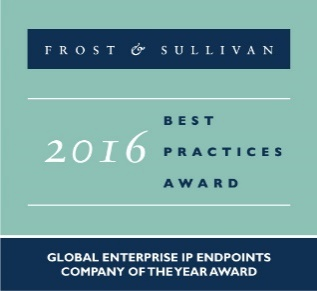 FROST & SULLIVAN
2016
BEST
PRACTICES
AWARD
GLOBAL ENTERPRISE IP ENDPOINTS
COMPANY OF THE YEAR AWARD